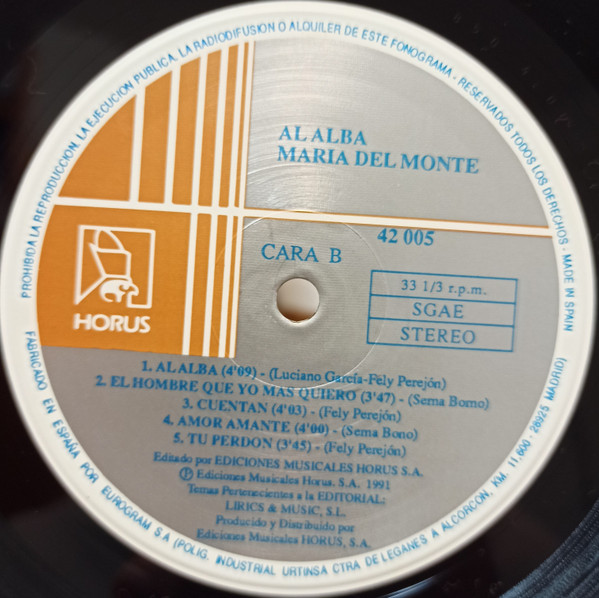 PROHIBIDA LA REPRODUCCION. LA EJECUCION PUBLICA. LA RADIODIFUSION O ALQUILER DE ESTE FONOGRAMA - RESERVADOS TODOS LOS DERECHOS - MADE IN SPAIN
AL ALBA
MARIA DEL MONTE
42 005
CARA B
HORUS
33 1/3 r.p.m.
SGAE
STEREO
1. AL ALBA (4'09) - (Luciano García-Fely Perejón)
2. EL HOMBRE QUE YO MAS QUIERO (3'47) - (Sema Borno)
3. CUENTAN (4'03) - (Fely Perejón)
4. AMOR AMANTE (4'00) - (Sema Bono)
5. TU PERDON (3'45) - (Fely Perejón)
Editado por EDICIONES MUSICALES HORUS S.A.
Ⓟ Ediciones Musicales Horus. S.A. 1991
Temas Pertenecientes a la EDITORIAL:
LIRICS & MUSIC, S.L.
Producido y Distribuido por
Ediciones Musicales HORUS, S.A.
FABRICADO EN ESPAÑA POR EUROGRAM S A (POLIG. INDUSTRIAL URTINSA CTRA DE LEGANES A ALCORCON, KM. 11,600 - 28925 MADRID)